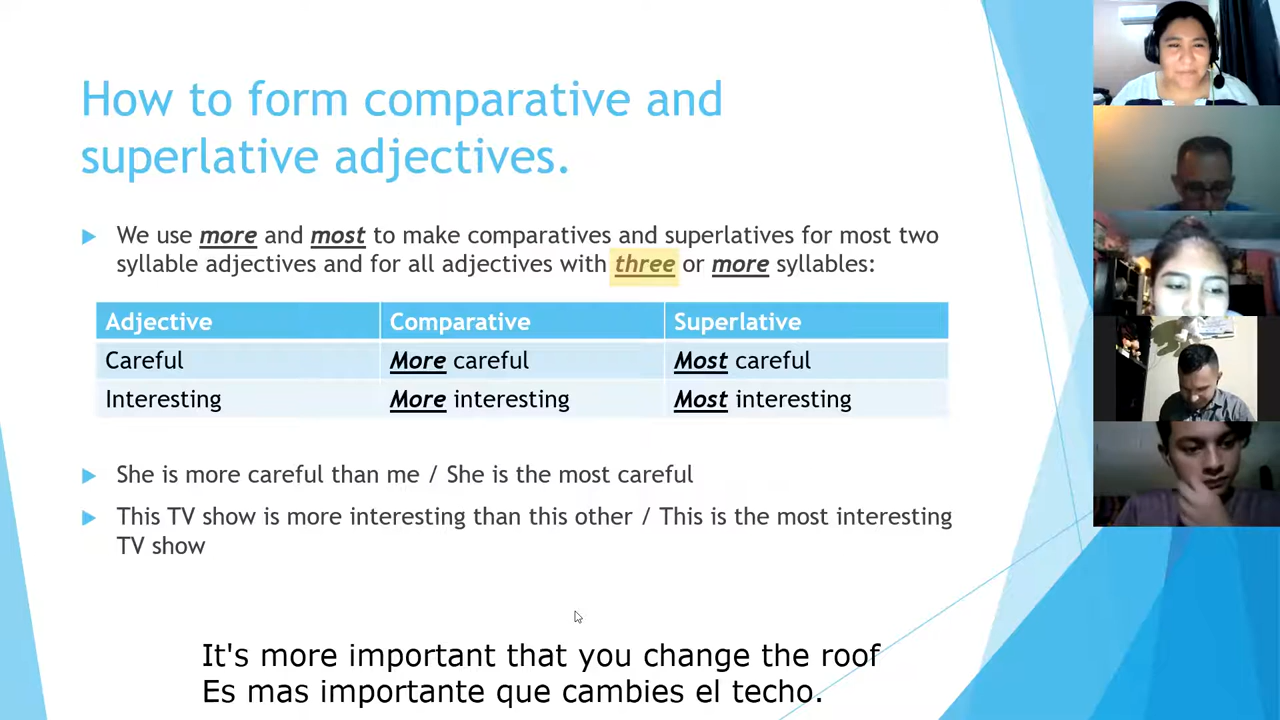 How to form comparative and
superlative adjectives.
We use more and most to make comparatives and superlatives for most two
syllable adjectives and for all adjectives with three or more syllables:
Adjective Comparative Superlative
Careful More careful Most careful
Interesting More interesting Most interesting
She is more careful than me / She is the most careful
This TV show is more interesting than this other / This is the most interesting
TV show
It's more important that you change the roof
Es mas importante que cambies el techo.